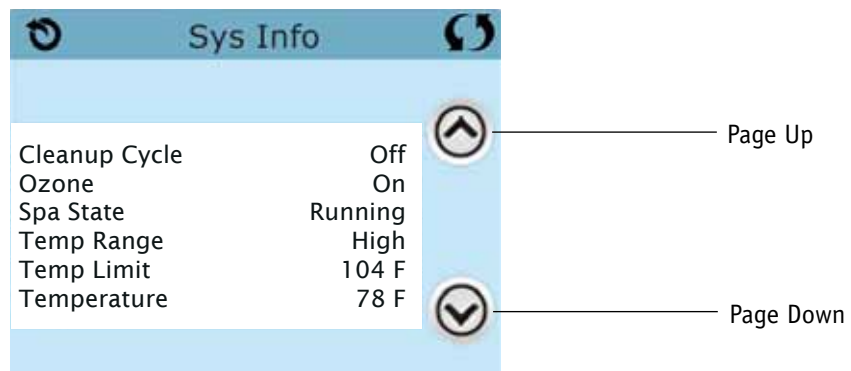 Sys Info
Cleanup Cycle Off
Ozone On
Spa State Running
Temp Range High
Temp Limit 104 F
Temperature 78 F
Page Up
Page Down